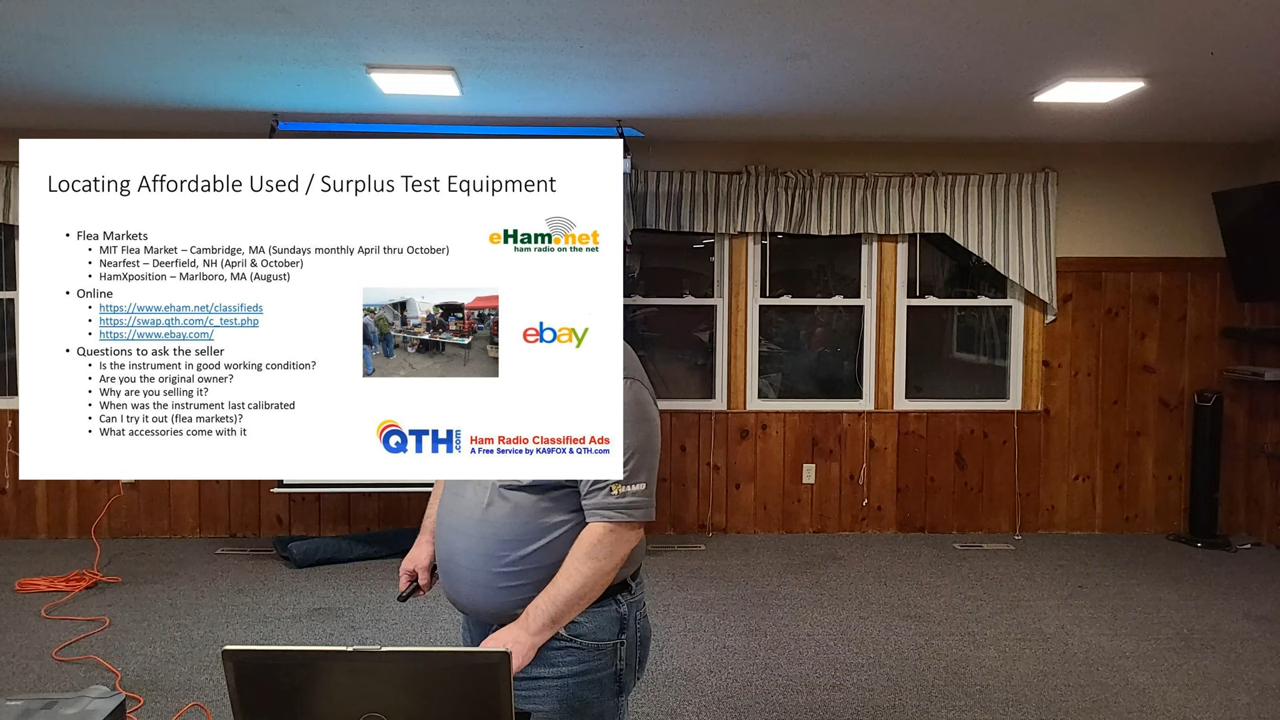 Locating Affordable Used / Surplus Test Equipment
• Flea Markets
• MIT Flea Market – Cambridge, MA (Sundays monthly April thru October)
• Nearfest – Deerfield, NH (April & October)
• HamXposition – Marlboro, MA (August)
• Online
• https://www.eham.net/classifieds
• https://swap.qth.com/c_test.php
• https://www.ebay.com/
• Questions to ask the seller
• Is the instrument in good working condition?
• Are you the original owner?
• Why are you selling it?
• When was the instrument last calibrated
• Can I try it out (flea markets)?
• What accessories come with it
eHam.net
ham radio on the net
ebay
QTH.com
Ham Radio Classified Ads
A Free Service by KA9FOX & QTH.com